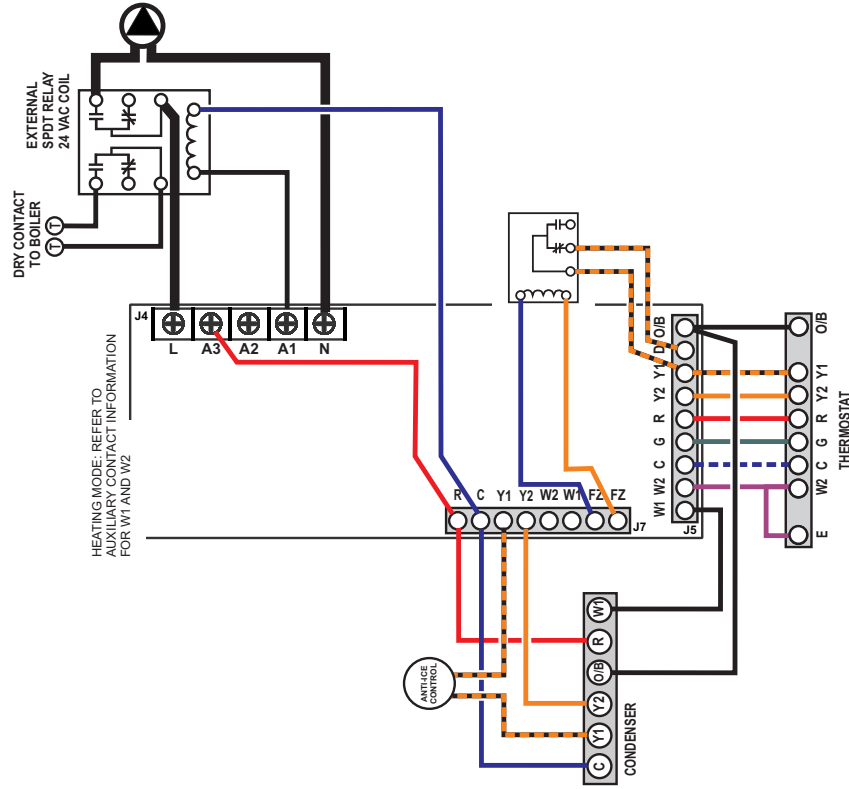 EXTERNAL
SPDT RELAY
24 VAC COIL
DRY CONTACT
TO BOILER
T
T
J4
L
A3
A2
A1
N
HEATING MODE: REFER TO
AUXILIARY CONTACT INFORMATION
FOR W1 AND W2
R
C
Y1
Y2
W2
W1
FZ
FZ
J7
O/B
D
Y1
Y2
R
G
C
W2
W1
J5
O/B
Y1
Y2
R
G
C
W2
E
THERMOSTAT
ANTI-ICE
CONTROL
W1
R
O/B
Y2
Y1
C
CONDENSER